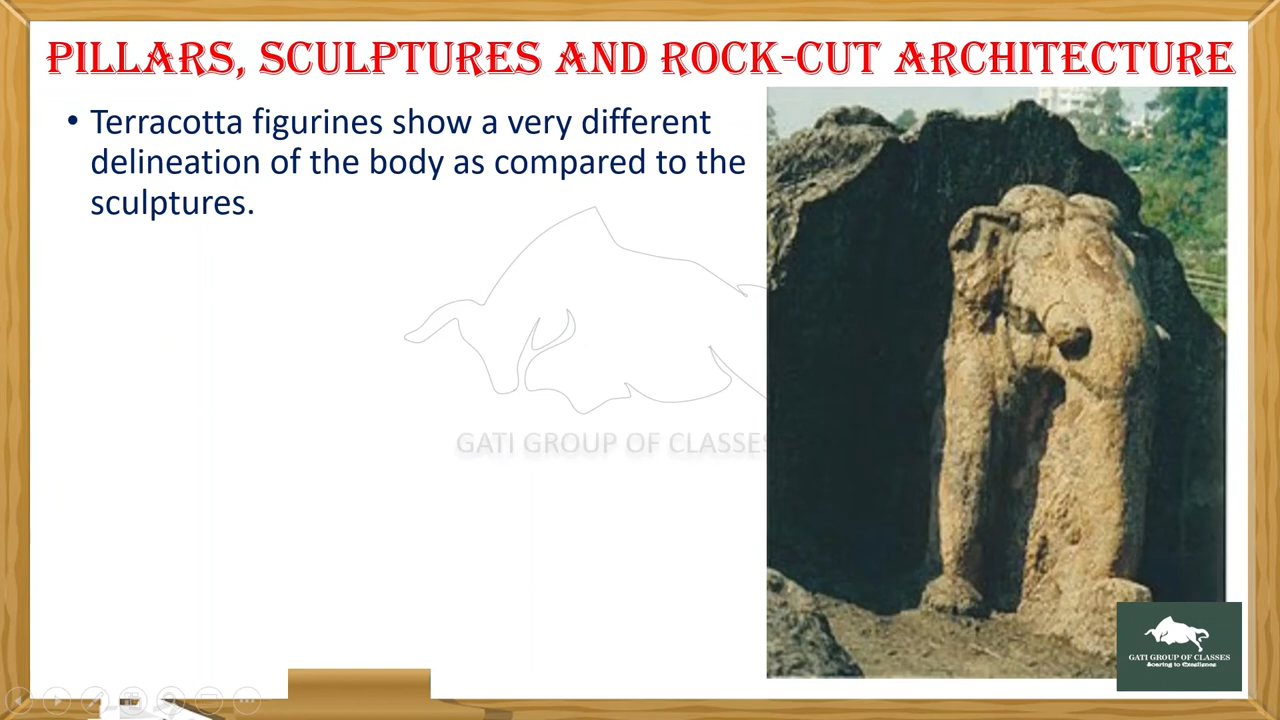 PILLARS, SCULPTURES AND ROCK-CUT ARCHITECTURE
• Terracotta figurines show a very different
delineation of the body as compared to the
sculptures.
GATI GROUP OF CLASSES
GATI GROUP OF CLASSES
Soaring to Excellence